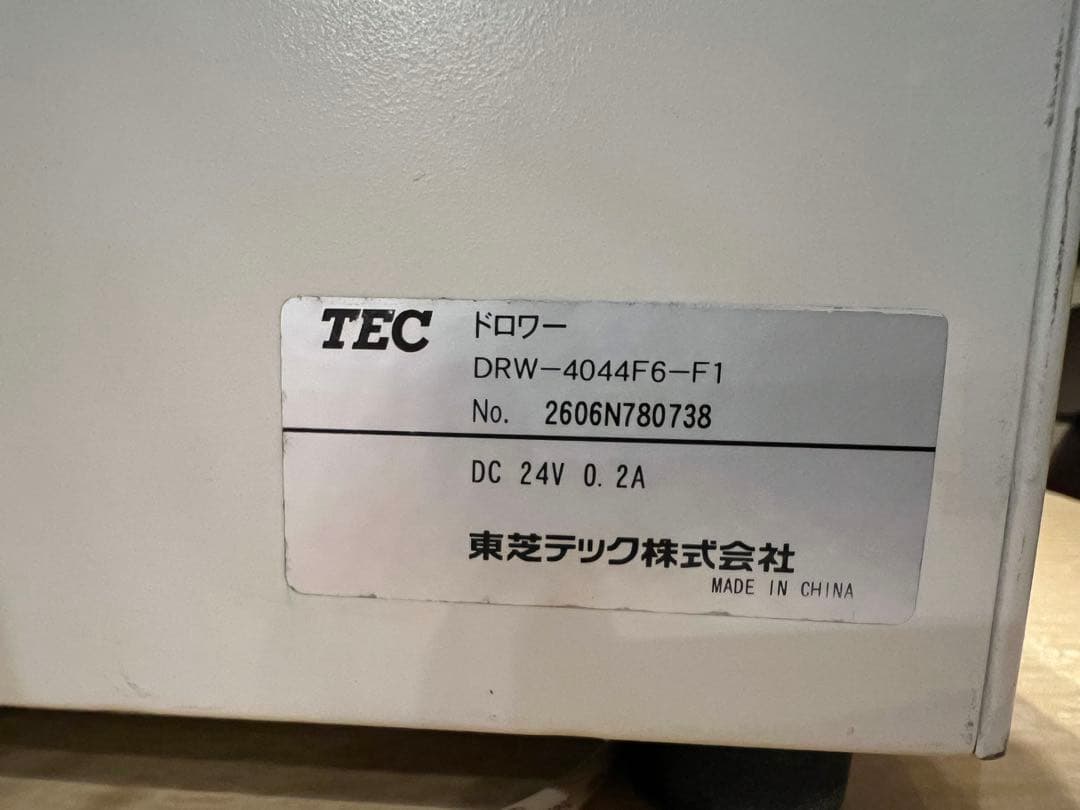 TEC ドロワー
DRW-4044F6-F1
No. 2606N780738
DC 24V 0.2A
東芝テック株式会社
MADE IN CHINA